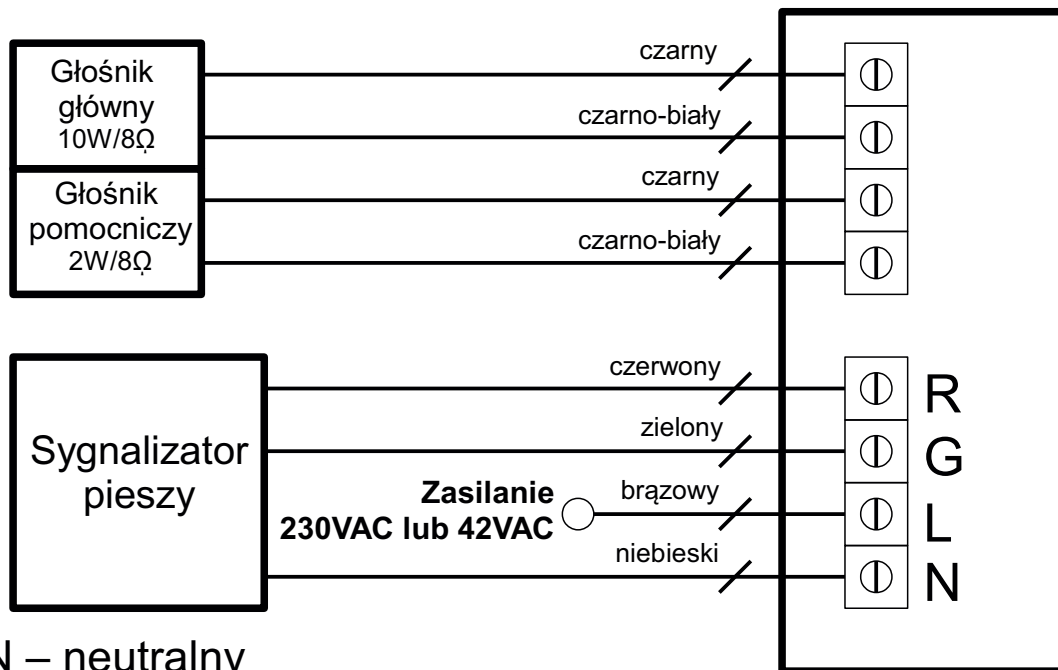 Głośnik
główny
10W/8Ω
Głośnik
pomocniczy
2W/8Ω
czarny
czarno-biały
czarny
czarno-biały
Sygnalizator
pieszy
czerwony
zielony
Zasilanie
230VAC lub 42VAC
brązowy
niebieski
R
G
L
N
N – neutralny